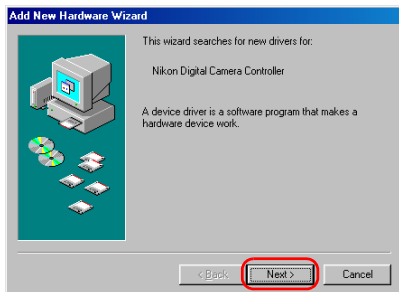 Add New Hardware Wizard
This wizard searches for new drivers for:
Nikon Digital Camera Controller
A device driver is a software program that makes a
hardware device work.
< Back Next > Cancel